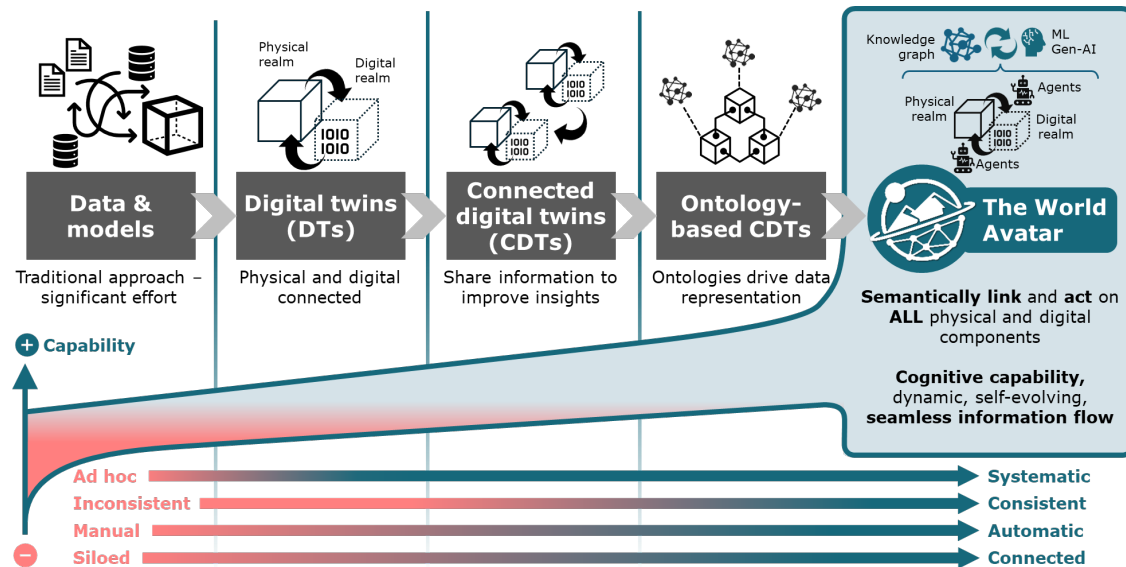 Physical
realm
Digital
realm
1010
1010
1010
1010
1010
1010
Knowledge
graph
ML
Gen-AI
Agents
Physical
realm
Digital
realm
1010
1010
Agents
Data &
models
Digital twins
(DTs)
Connected
digital twins
(CDTs)
Ontology-
based CDTs
The World
Avatar
Traditional approach –
significant effort
Physical and digital
connected
Share information to
improve insights
Ontologies drive data
representation
Semantically link and act on
ALL physical and digital
components
Cognitive capability,
dynamic, self-evolving,
seamless information flow
+ Capability
Ad hoc
Systematic
Inconsistent
Consistent
Manual
Automatic
− Siloed
Connected